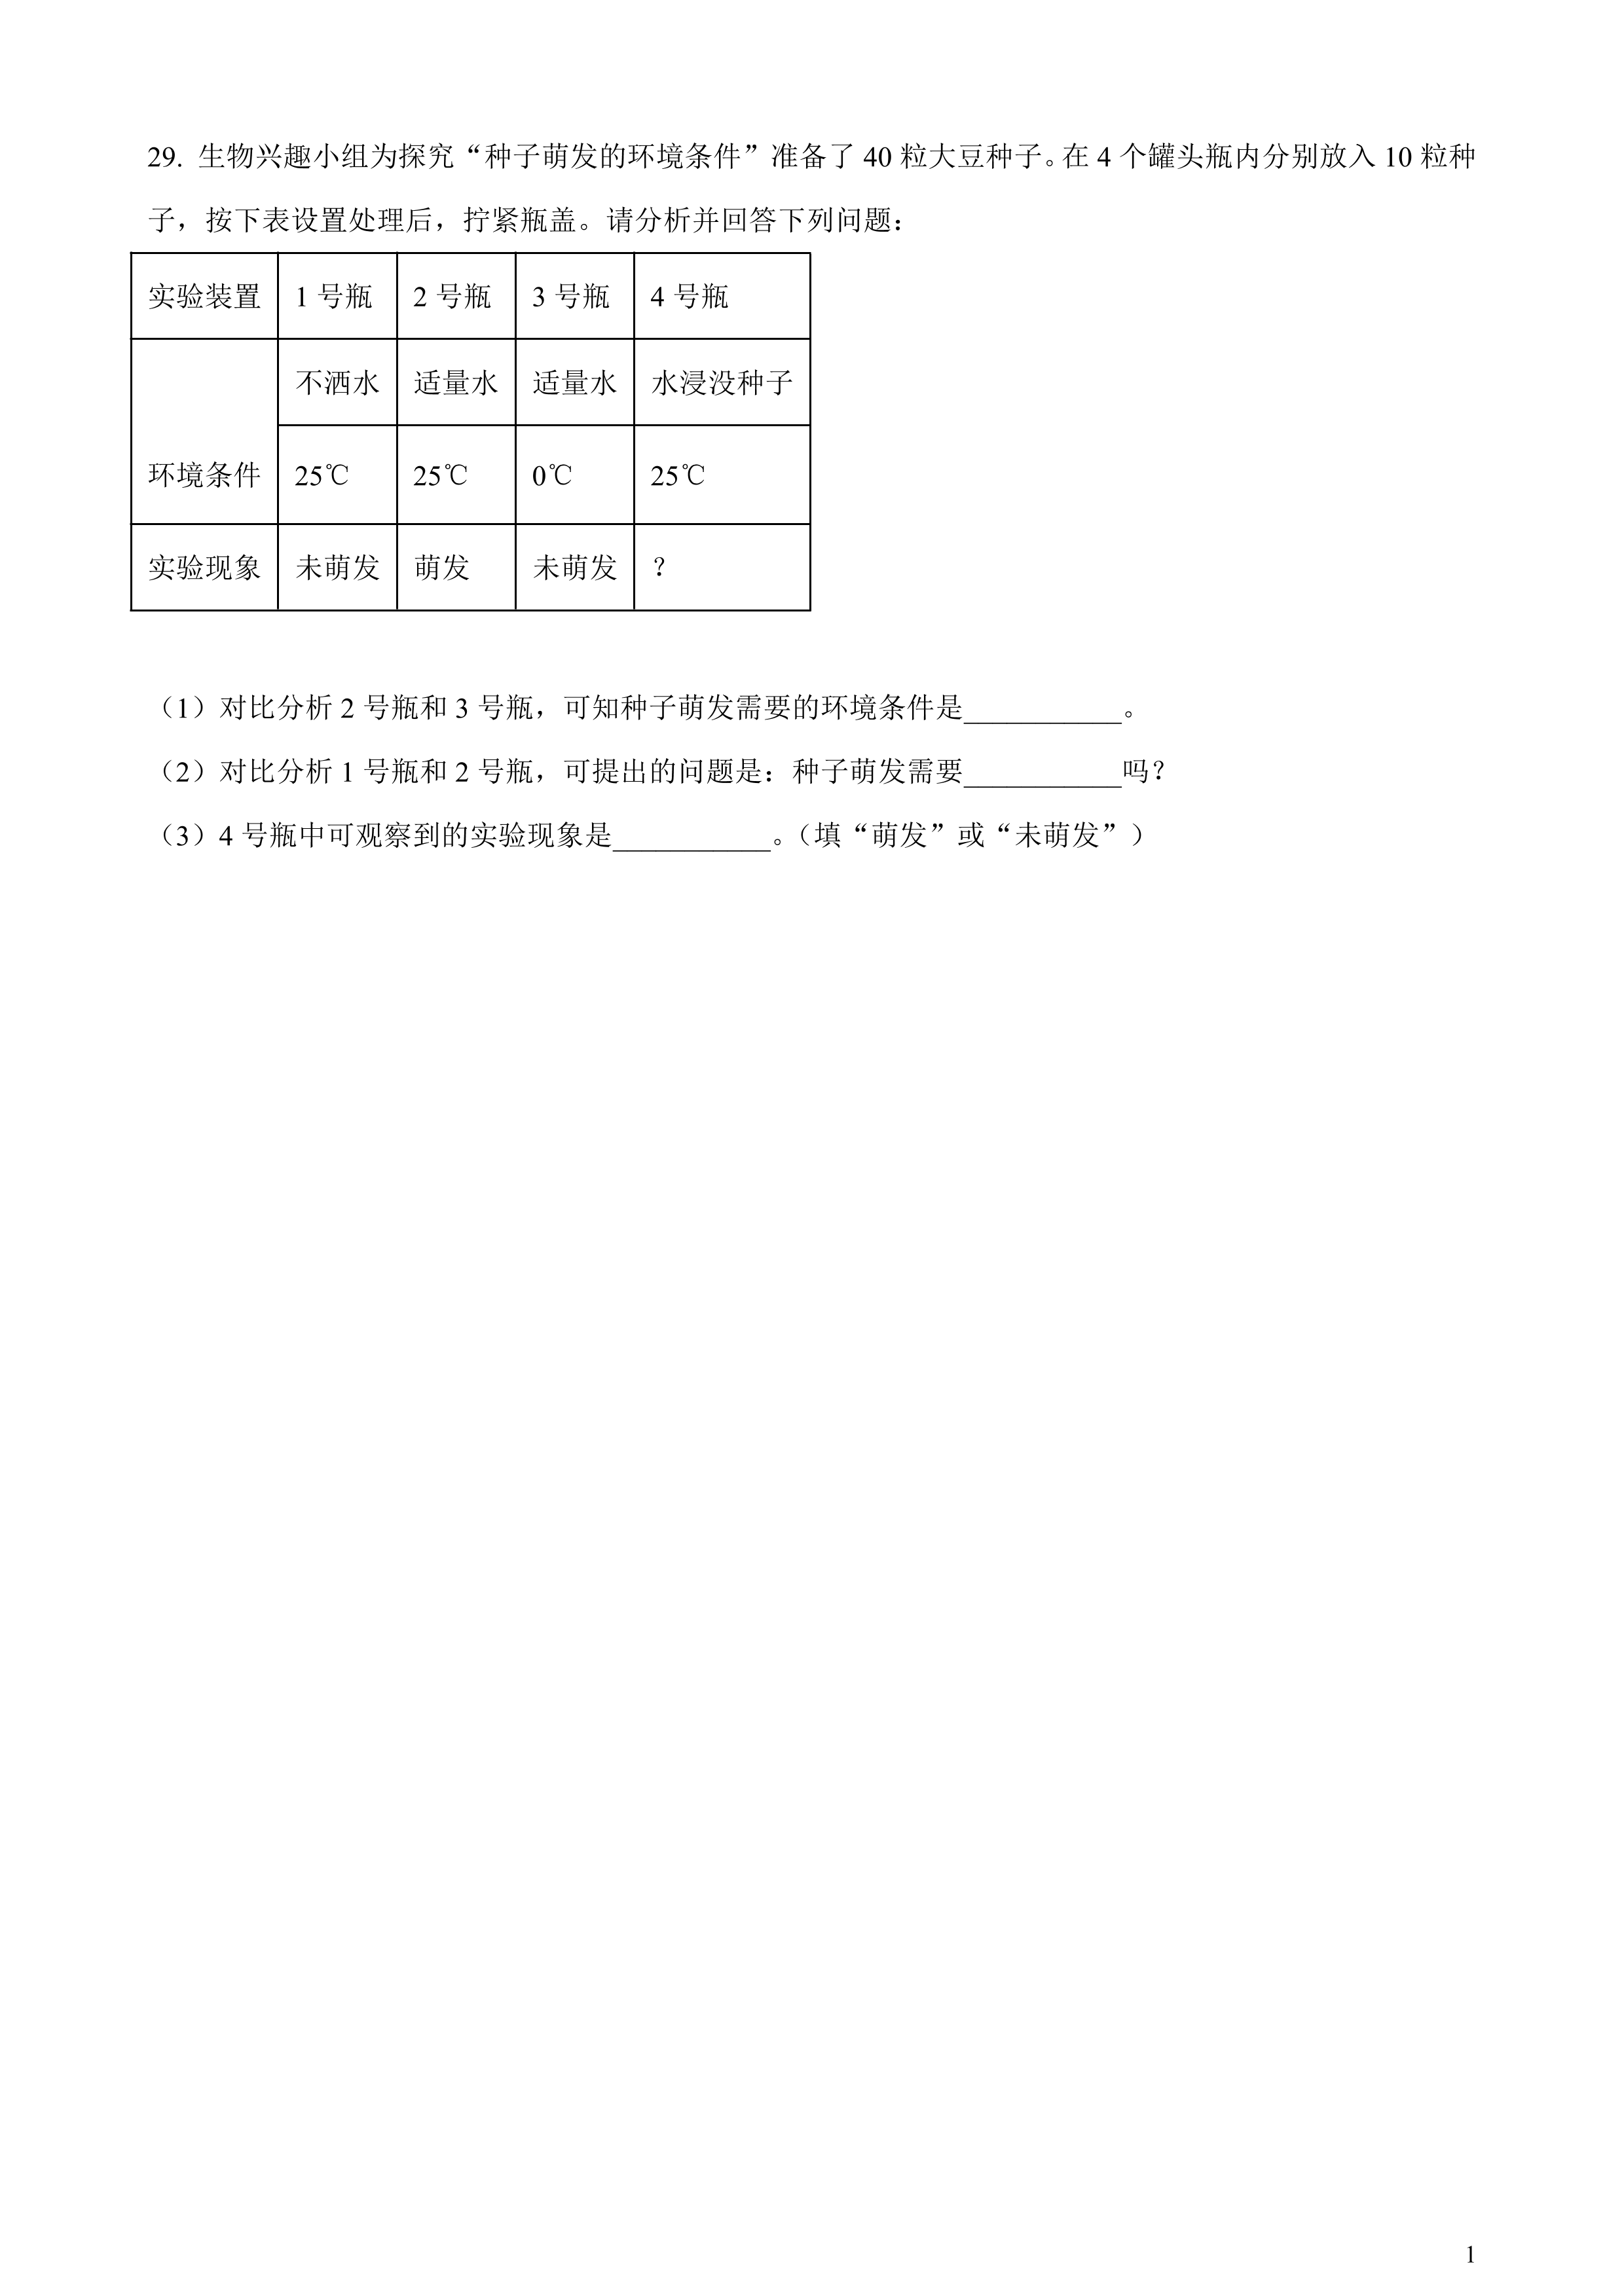 29. 生物兴趣小组为探究“种子萌发的环境条件”准备了 40 粒大豆种子。在 4 个罐头瓶内分别放入 10 粒种
子，按下表设置处理后，拧紧瓶盖。请分析并回答下列问题：
实验装置 1 号瓶 2 号瓶 3 号瓶 4 号瓶
不洒水 适量水 适量水 水浸没种子
环境条件 25℃ 25℃ 0℃ 25℃
实验现象 未萌发 萌发 未萌发 ？
（1）对比分析 2 号瓶和 3 号瓶，可知种子萌发需要的环境条件是___________。
（2）对比分析 1 号瓶和 2 号瓶，可提出的问题是：种子萌发需要___________吗？
（3）4 号瓶中可观察到的实验现象是___________。（填“萌发”或“未萌发”）
1